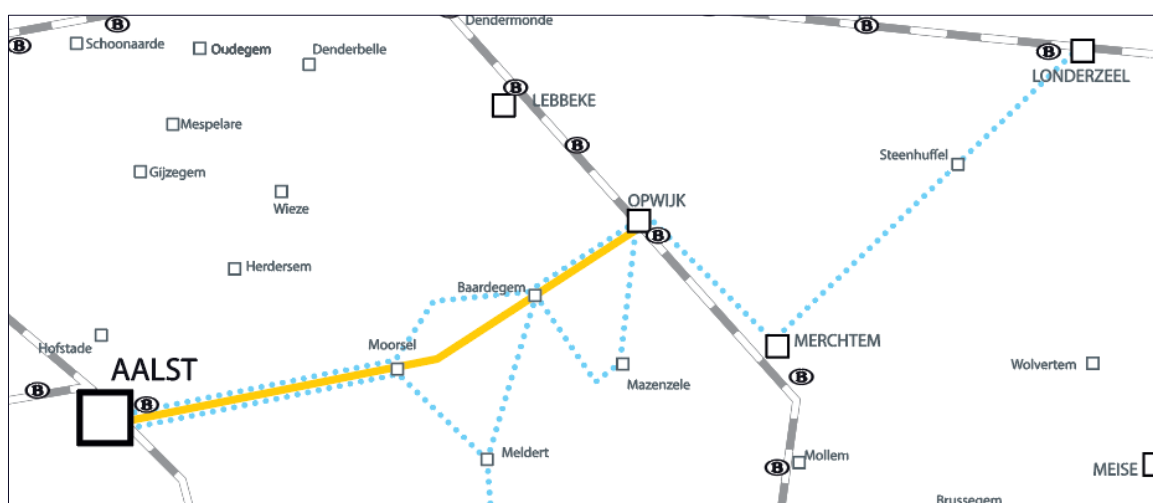 Dendermonde
B
B
B
B
Schoonaarde
Oudegem
Denderbelle
LONDERZEEL
B
LEBBEKE
Mespelare
B
Steenhuffel
Gijzegem
Wieze
OPWIJK
B
Herdersem
Baardegem
Hofstade
Moorsel
MERCHTEM
AALST
Wolvertem
B
Mazenzele
B
B
Meldert
B
Mollem
MEISE
Brussegem